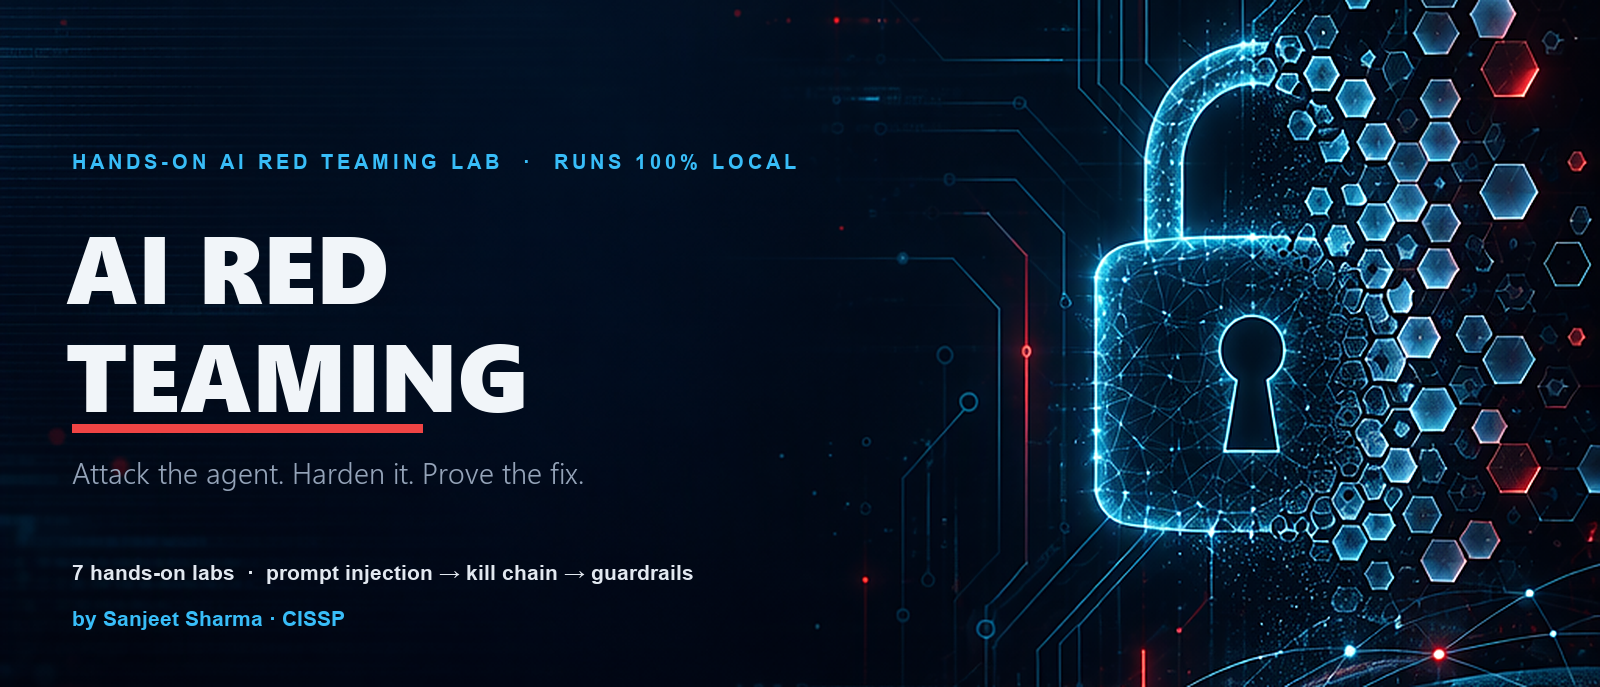 HANDS-ON AI RED TEAMING LAB · RUNS 100% LOCAL
AI RED
TEAMING
Attack the agent. Harden it. Prove the fix.
7 hands-on labs · prompt injection → kill chain → guardrails
by Sanjeet Sharma · CISSP